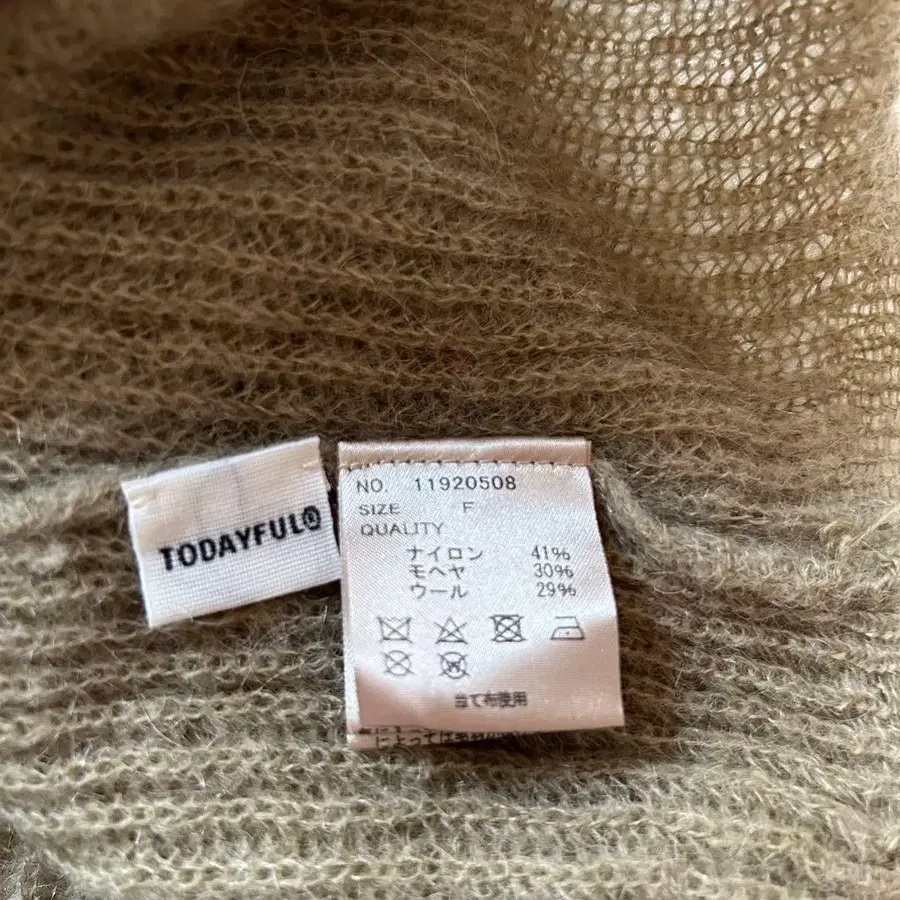 TODAYFUL®
NO. 11920508
SIZE F
QUALITY
ナイロン 41%
モヘヤ 30%
ウール 29%
当て布使用